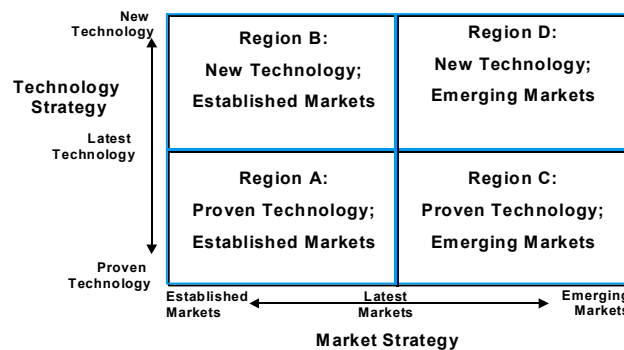 New
Technology
Technology
Strategy
Latest
Technology
Proven
Technology
Region B:
New Technology;
Established Markets
Region D:
New Technology;
Emerging Markets
Region A:
Proven Technology;
Established Markets
Region C:
Proven Technology;
Emerging Markets
Established
Markets
Latest
Markets
Emerging
Markets
Market Strategy